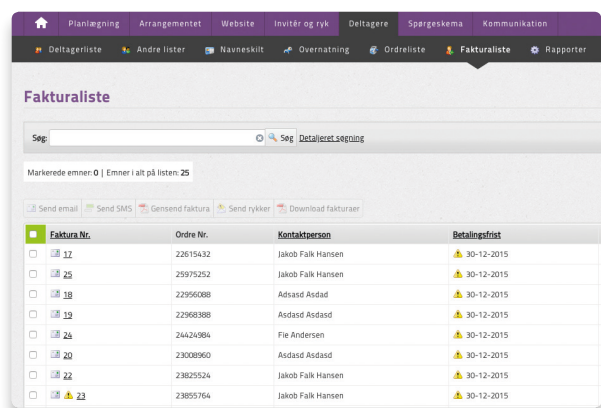 Planlægning Arrangementet Website Invitér og ryk Deltagere Spørgeskema Kommunikation
Deltagerliste Andre lister Navneskilt Overnatning Ordreliste Fakturaliste Rapporter
Fakturaliste
Søg: Søg Detaljeret søgning
Markerede emner: 0 | Emner i alt på listen: 25
Send email Send SMS Gensend faktura Send rykker Download fakturaer
Faktura Nr. Ordre Nr. Kontaktperson Betalingsfrist
17 22615432 Jakob Falk Hansen 30-12-2015
25 25975252 Jakob Falk Hansen 30-12-2015
18 22956088 Adsasd Asdad 30-12-2015
19 22968388 Asdasd Asdasd 30-12-2015
24 24424984 Fie Andersen 30-12-2015
20 23008960 Asdasd Asdasd 30-12-2015
22 23825524 Jakob Falk Hansen 30-12-2015
23 23855764 Jakob Falk Hansen 30-12-2015